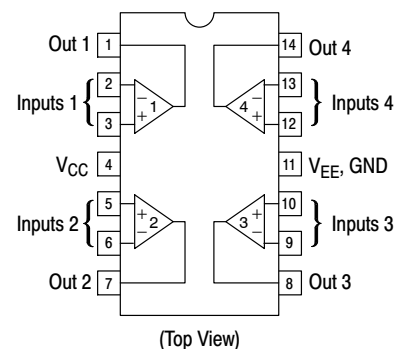 Out 1 1 14 Out 4
2 13
Inputs 1 { − + 1 4 − + } Inputs 4
3 12
VCC 4 11 VEE, GND
5 10
Inputs 2 { + − 2 3 + − } Inputs 3
6 9
Out 2 7 8 Out 3
(Top View)